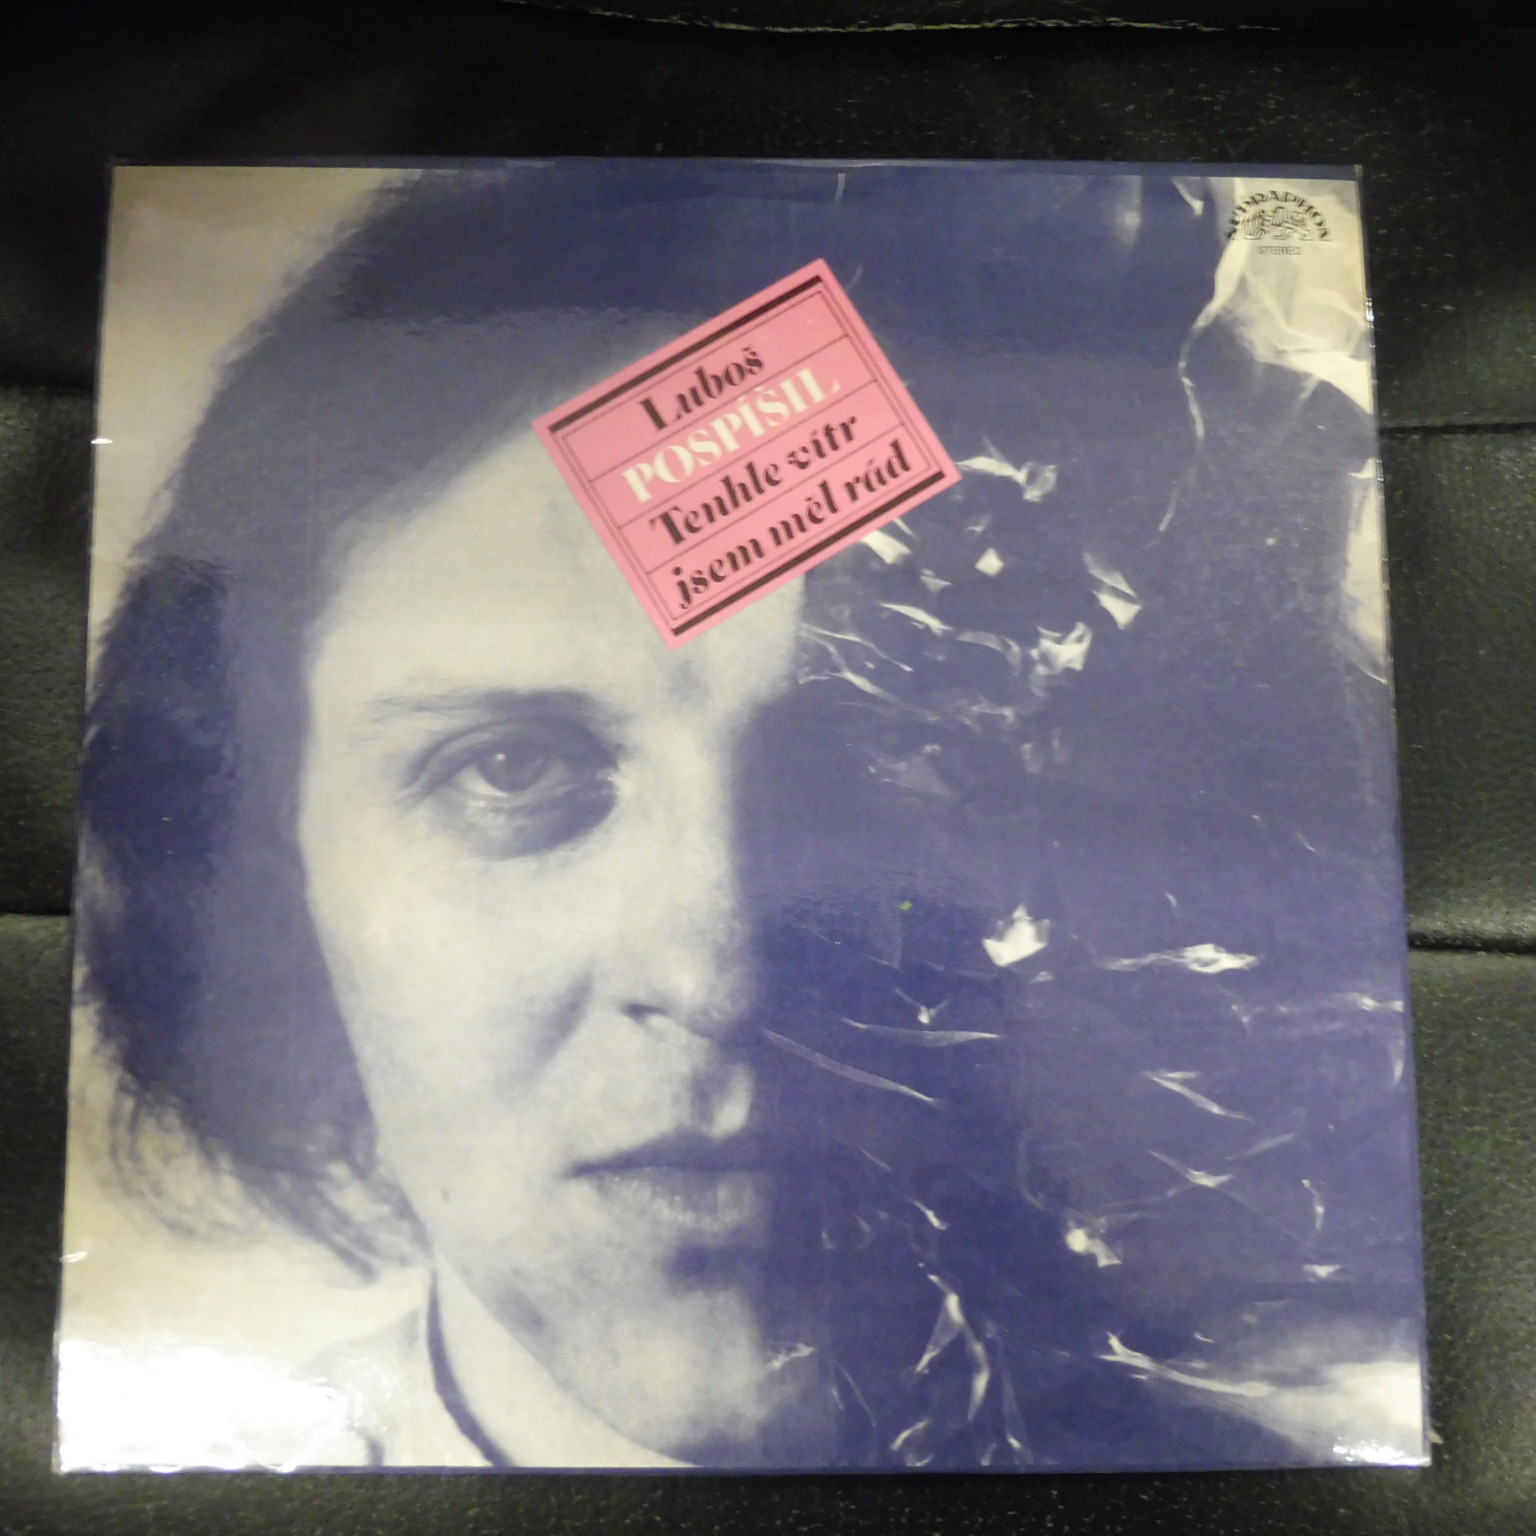 SUPRAPHON
STEREO
Luboš
POSPÍŠIL
Tenhle vítr
jsem měl rád